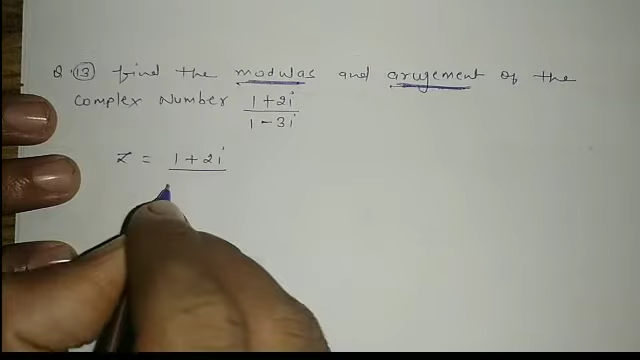 Q. 13 find the modulas and arugement of the
Complex Number 1+2i / 1-3i
Z = 1+2i